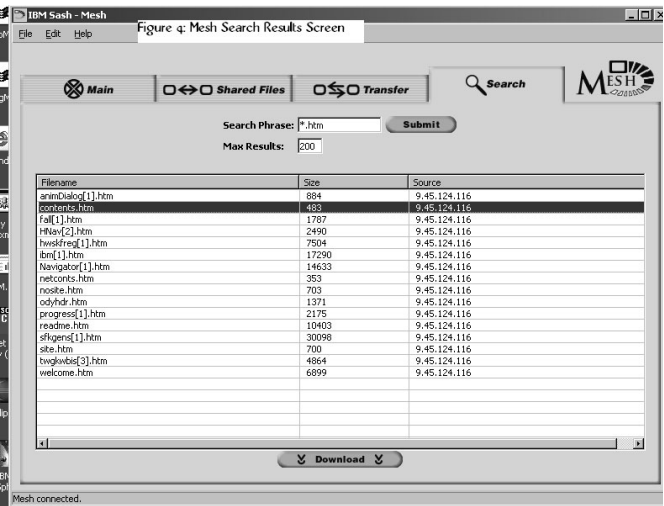 IBM Sash - Mesh
Figure 4: Mesh Search Results Screen
File Edit Help
Main Shared Files Transfer Search MESH
Search Phrase: *.htm Submit
Max Results: 200
Filename Size Source
animDialog[1].htm 884 9.45.124.116
contents.htm 483 9.45.124.116
fall[1].htm 1787 9.45.124.116
HNav[2].htm 2490 9.45.124.116
hwskfreg[1].htm 7504 9.45.124.116
ibm[1].htm 17290 9.45.124.116
Navigator[1].htm 14633 9.45.124.116
netconts.htm 353 9.45.124.116
nosite.htm 703 9.45.124.116
odyhdr.htm 1371 9.45.124.116
progress[1].htm 2175 9.45.124.116
readme.htm 10403 9.45.124.116
sfkgens[1].htm 30098 9.45.124.116
site.htm 700 9.45.124.116
twgkwbis[3].htm 4864 9.45.124.116
welcome.htm 6899 9.45.124.116
Download
Mesh connected.